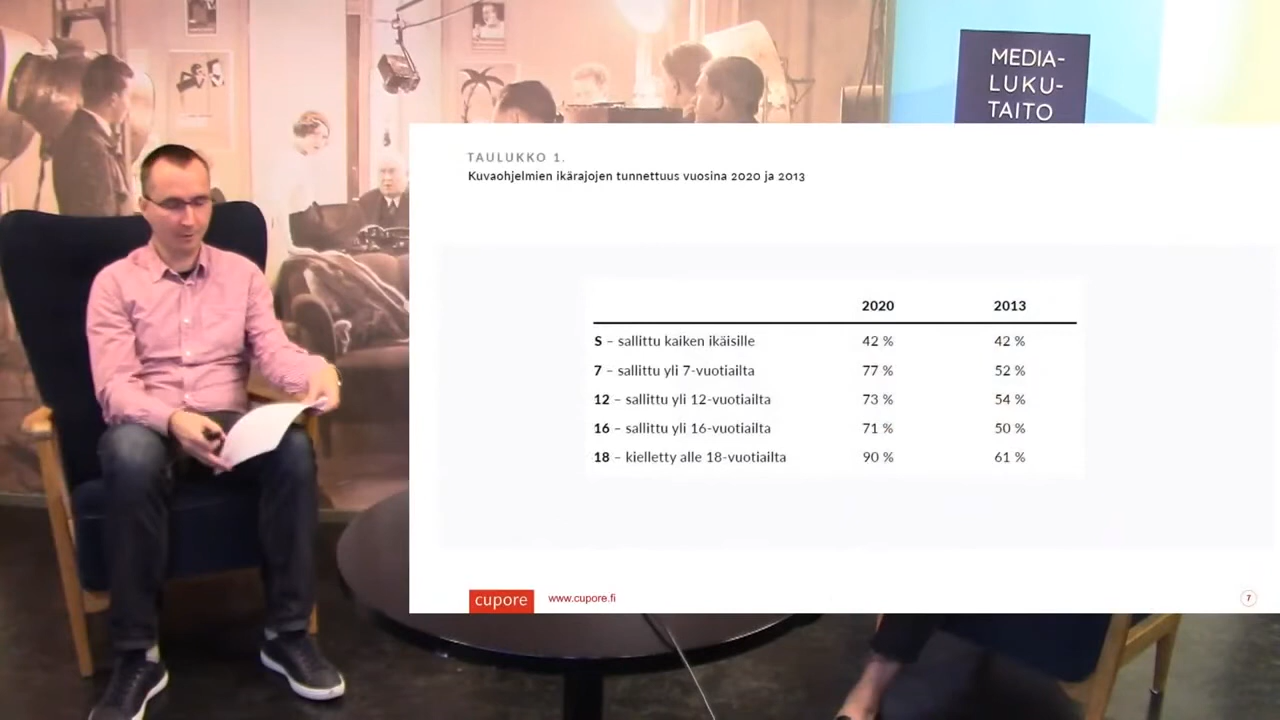 MEDIA-
LUKU-
TAITO
TAULUKKO 1.
Kuvaohjelmien ikärajojen tunnettuus vuosina 2020 ja 2013
2020 2013
S – sallittu kaiken ikäisille 42 % 42 %
7 – sallittu yli 7-vuotiailta 77 % 52 %
12 – sallittu yli 12-vuotiailta 73 % 54 %
16 – sallittu yli 16-vuotiailta 71 % 50 %
18 – kielletty alle 18-vuotiailta 90 % 61 %
cupore www.cupore.fi 7